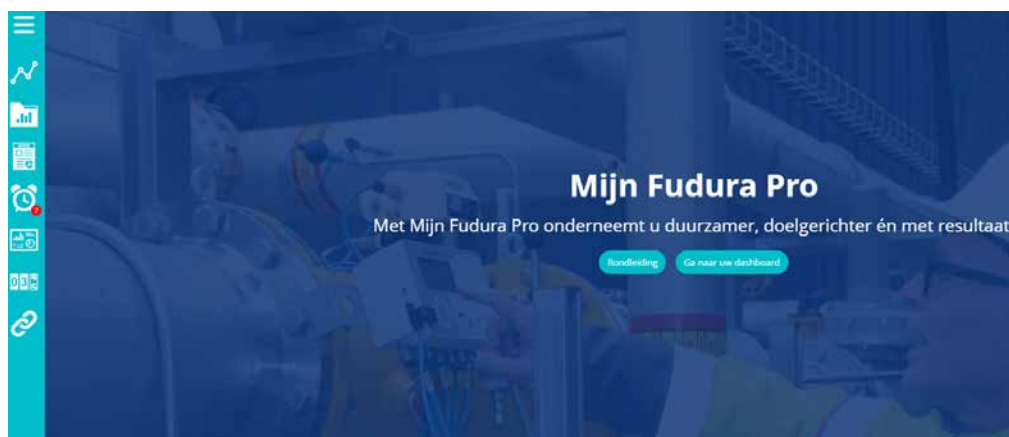 Mijn Fudura Pro
Met Mijn Fudura Pro onderneemt u duurzamer, doelgerichter én met resultaat
Rondleiding
Ga naar uw dashboard